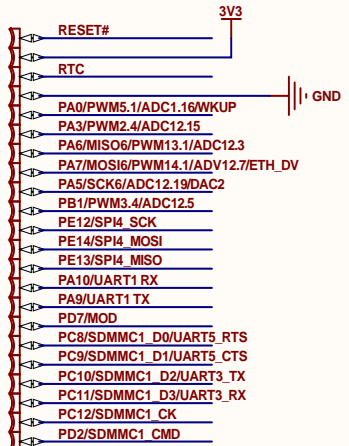 3V3
RESET#
RTC
GND
PA0/PWM5.1/ADC1.16/WKUP
PA3/PWM2.4/ADC12.15
PA6/MISO6/PWM13.1/ADC12.3
PA7/MOSI6/PWM14.1/ADV12.7/ETH_DV
PA5/SCK6/ADC12.19/DAC2
PB1/PWM3.4/ADC12.5
PE12/SPI4_SCK
PE14/SPI4_MOSI
PE13/SPI4_MISO
PA10/UART1 RX
PA9/UART1 TX
PD7/MOD
PC8/SDMMC1_D0/UART5_RTS
PC9/SDMMC1_D1/UART5_CTS
PC10/SDMMC1_D2/UART3_TX
PC11/SDMMC1_D3/UART3_RX
PC12/SDMMC1_CK
PD2/SDMMC1_CMD